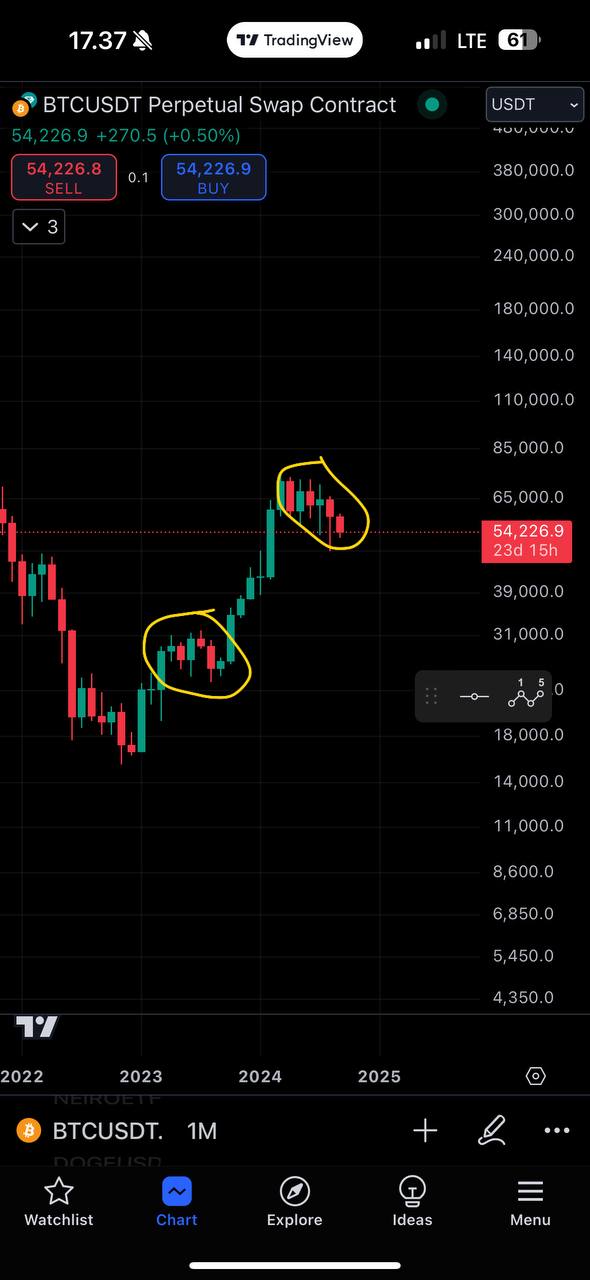 17.37 TradingView LTE 61
BTCUSDT Perpetual Swap Contract USDT
54,226.9 +270.5 (+0.50%)
480,000.0
54,226.8 SELL 0.1 54,226.9 BUY
380,000.0
300,000.0
3
240,000.0
180,000.0
140,000.0
110,000.0
85,000.0
65,000.0
54,226.9
23d 15h
39,000.0
31,000.0
1 5
.0
18,000.0
14,000.0
11,000.0
8,600.0
6,850.0
5,450.0
4,350.0
2022 2023 2024 2025
NEIROETF
BTCUSDT. 1M
DOGEUSD
Watchlist Chart Explore Ideas Menu